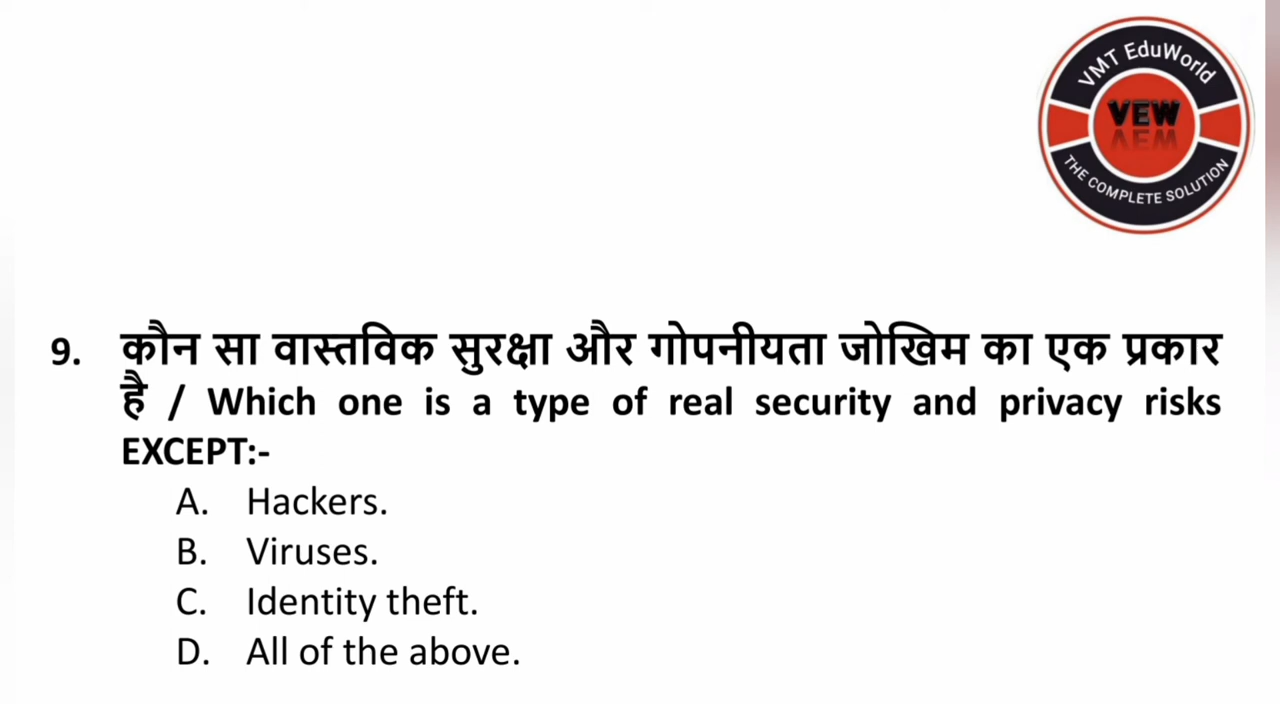 VMT EduWorld
VEW
THE COMPLETE SOLUTION
9. कौन सा वास्तविक सुरक्षा और गोपनीयता जोखिम का एक प्रकार
है / Which one is a type of real security and privacy risks
EXCEPT:-
A. Hackers.
B. Viruses.
C. Identity theft.
D. All of the above.